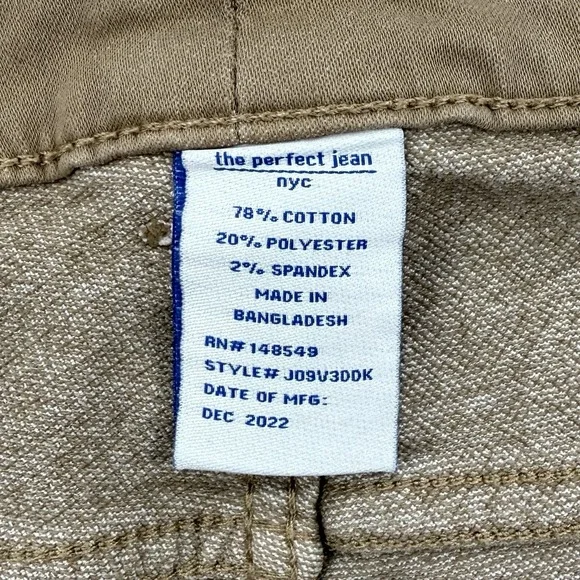 the perfect jean
nyc
78% COTTON
20% POLYESTER
2% SPANDEX
MADE IN
BANGLADESH
RN# 148549
STYLE# J09V3DDK
DATE OF MFG:
DEC 2022